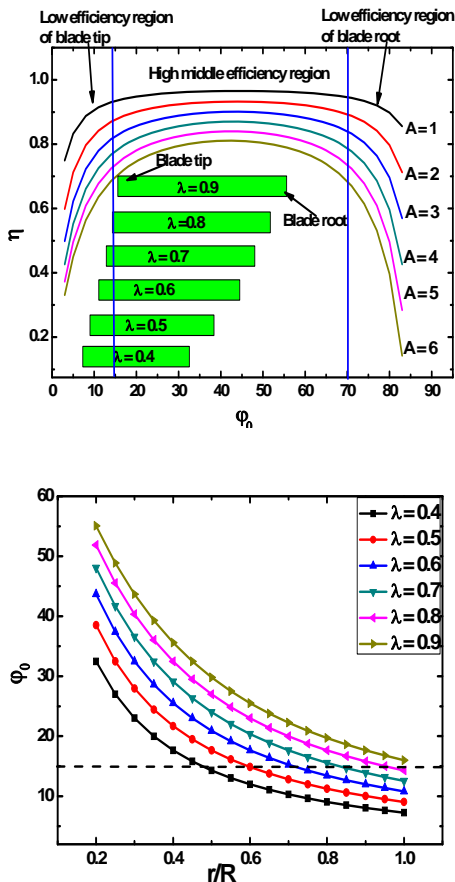 Low efficiency region
of blade tip
Low efficiency region
of blade root
High middle efficiency region
1.0
0.8
0.6
0.4
0.2
η
A=1
A=2
A=3
A=4
A=5
A=6
Blade tip
λ=0.9
Blade root
λ=0.8
λ=0.7
λ=0.6
λ=0.5
λ=0.4
0 10 20 30 40 50 60 70 80 90
φ₀
60
50
40
30
20
10
φ₀
λ=0.4
λ=0.5
λ=0.6
λ=0.7
λ=0.8
λ=0.9
0.2 0.4 0.6 0.8 1.0
r/R